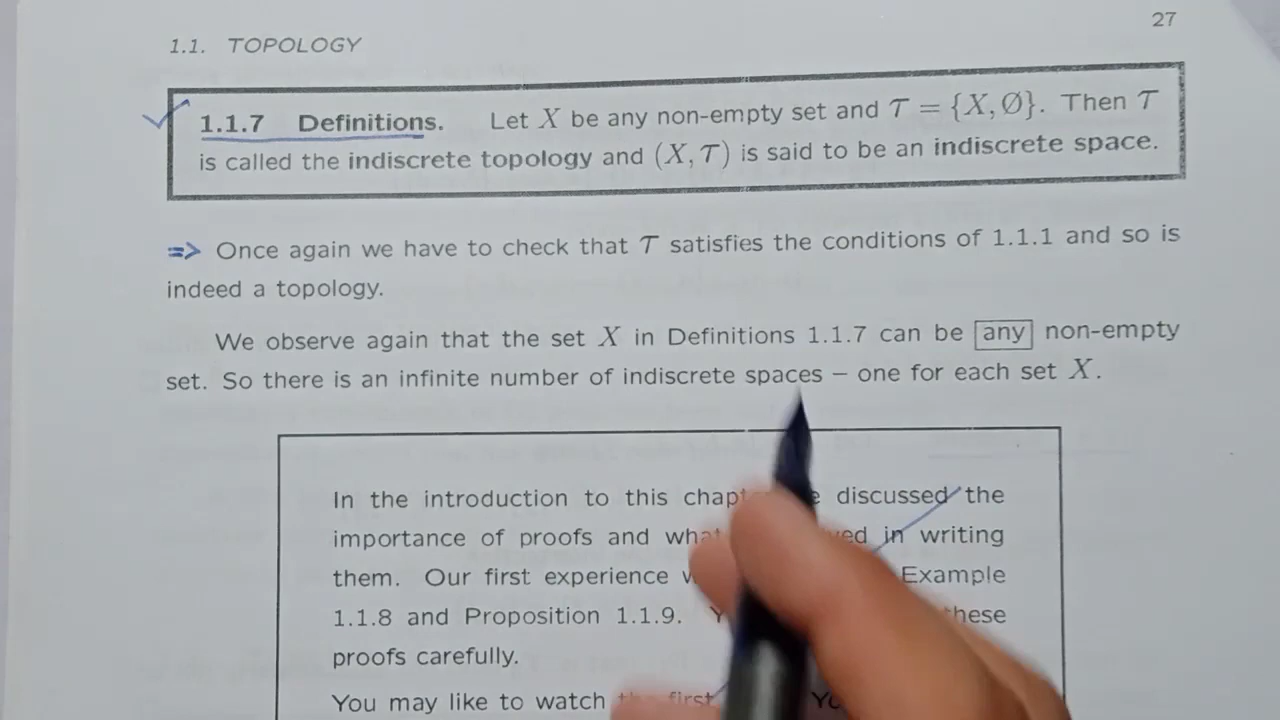 27
1.1. TOPOLOGY
1.1.7 Definitions. Let X be any non-empty set and 𝒯 = {X, Ø}. Then 𝒯
is called the indiscrete topology and (X, 𝒯) is said to be an indiscrete space.
=> Once again we have to check that 𝒯 satisfies the conditions of 1.1.1 and so is
indeed a topology.
We observe again that the set X in Definitions 1.1.7 can be any non-empty
set. So there is an infinite number of indiscrete spaces – one for each set X.
In the introduction to this discussed the
importance of proofs and in writing
them. Our first experience Example
1.1.8 and Proposition 1.1.9. these
proofs carefully.
You may like to watch the first